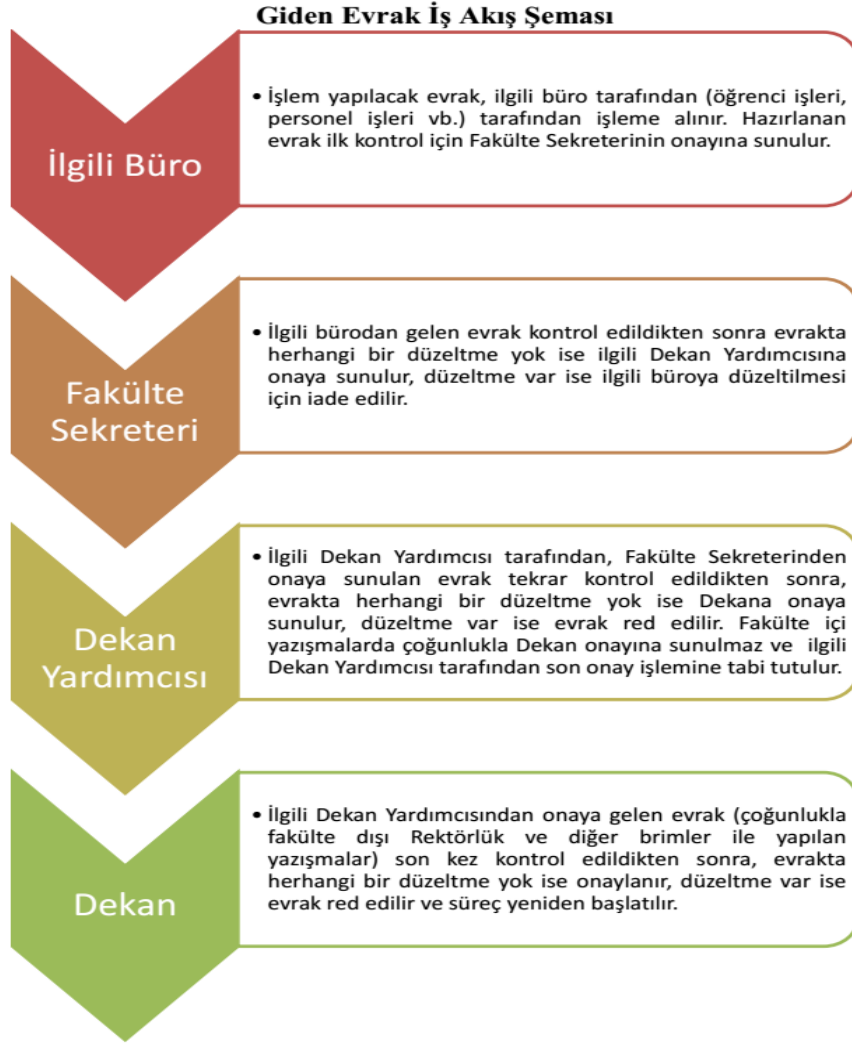 Giden Evrak İş Akış Şeması
İlgili Büro
• İşlem yapılacak evrak, ilgili büro tarafından (öğrenci işleri,
personel işleri vb.) tarafından işleme alınır. Hazırlanan
evrak ilk kontrol için Fakülte Sekreterinin onayına sunulur.
Fakülte
Sekreteri
• İlgili bürodan gelen evrak kontrol edildikten sonra evrakta
herhangi bir düzeltme yok ise ilgili Dekan Yardımcısına
onaya sunulur, düzeltme var ise ilgili büroya düzeltilmesi
için iade edilir.
Dekan
Yardımcısı
• İlgili Dekan Yardımcısı tarafından, Fakülte Sekreterinden
onaya sunulan evrak tekrar kontrol edildikten sonra,
evrakta herhangi bir düzeltme yok ise Dekana onaya
sunulur, düzeltme var ise evrak red edilir. Fakülte içi
yazışmalarda çoğunlukla Dekan onayına sunulmaz ve ilgili
Dekan Yardımcısı tarafından son onay işlemine tabi tutulur.
Dekan
• İlgili Dekan Yardımcısından onaya gelen evrak (çoğunlukla
fakülte dışı Rektörlük ve diğer brimler ile yapılan
yazışmalar) son kez kontrol edildikten sonra, evrakta
herhangi bir düzeltme yok ise onaylanır, düzeltme var ise
evrak red edilir ve süreç yeniden başlatılır.